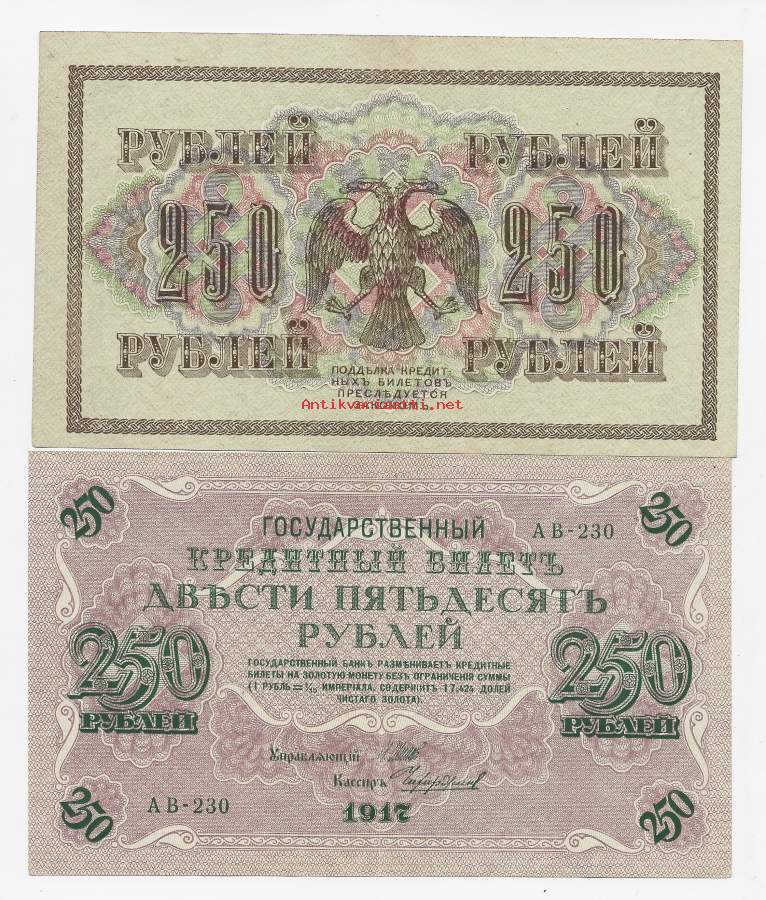 РУБЛЕЙ РУБЛЕЙ
250 250
РУБЛЕЙ РУБЛЕЙ
ПОДДѢЛКА КРЕДИТ-
НЫХЪ БИЛЕТОВЪ
ПРЕСЛѢДУЕТСЯ
ЗАКОНОМЪ.
Antikvariaatti.net
250 250
ГОСУДАРСТВЕННЫЙ АВ-230
КРЕДИТНЫЙ БИЛЕТЪ
ДВѢСТИ ПЯТЬДЕСЯТЪ
РУБЛЕЙ
250 250
РУБЛЕЙ РУБЛЕЙ
ГОСУДАРСТВЕННЫЙ БАНКЪ РАЗМѢНИВАЕТЪ КРЕДИТНЫЕ
БИЛЕТЫ НА ЗОЛОТУЮ МОНЕТУ БЕЗЪ ОГРАНИЧЕНІЯ СУММЫ
(1 РУБЛЬ = 1/15 ИМПЕРІАЛА, СОДЕРЖИТЪ 17,424 ДОЛЕЙ
ЧИСТАГО ЗОЛОТА).
Управляющій
Кассиръ
АВ-230 1917
250 250